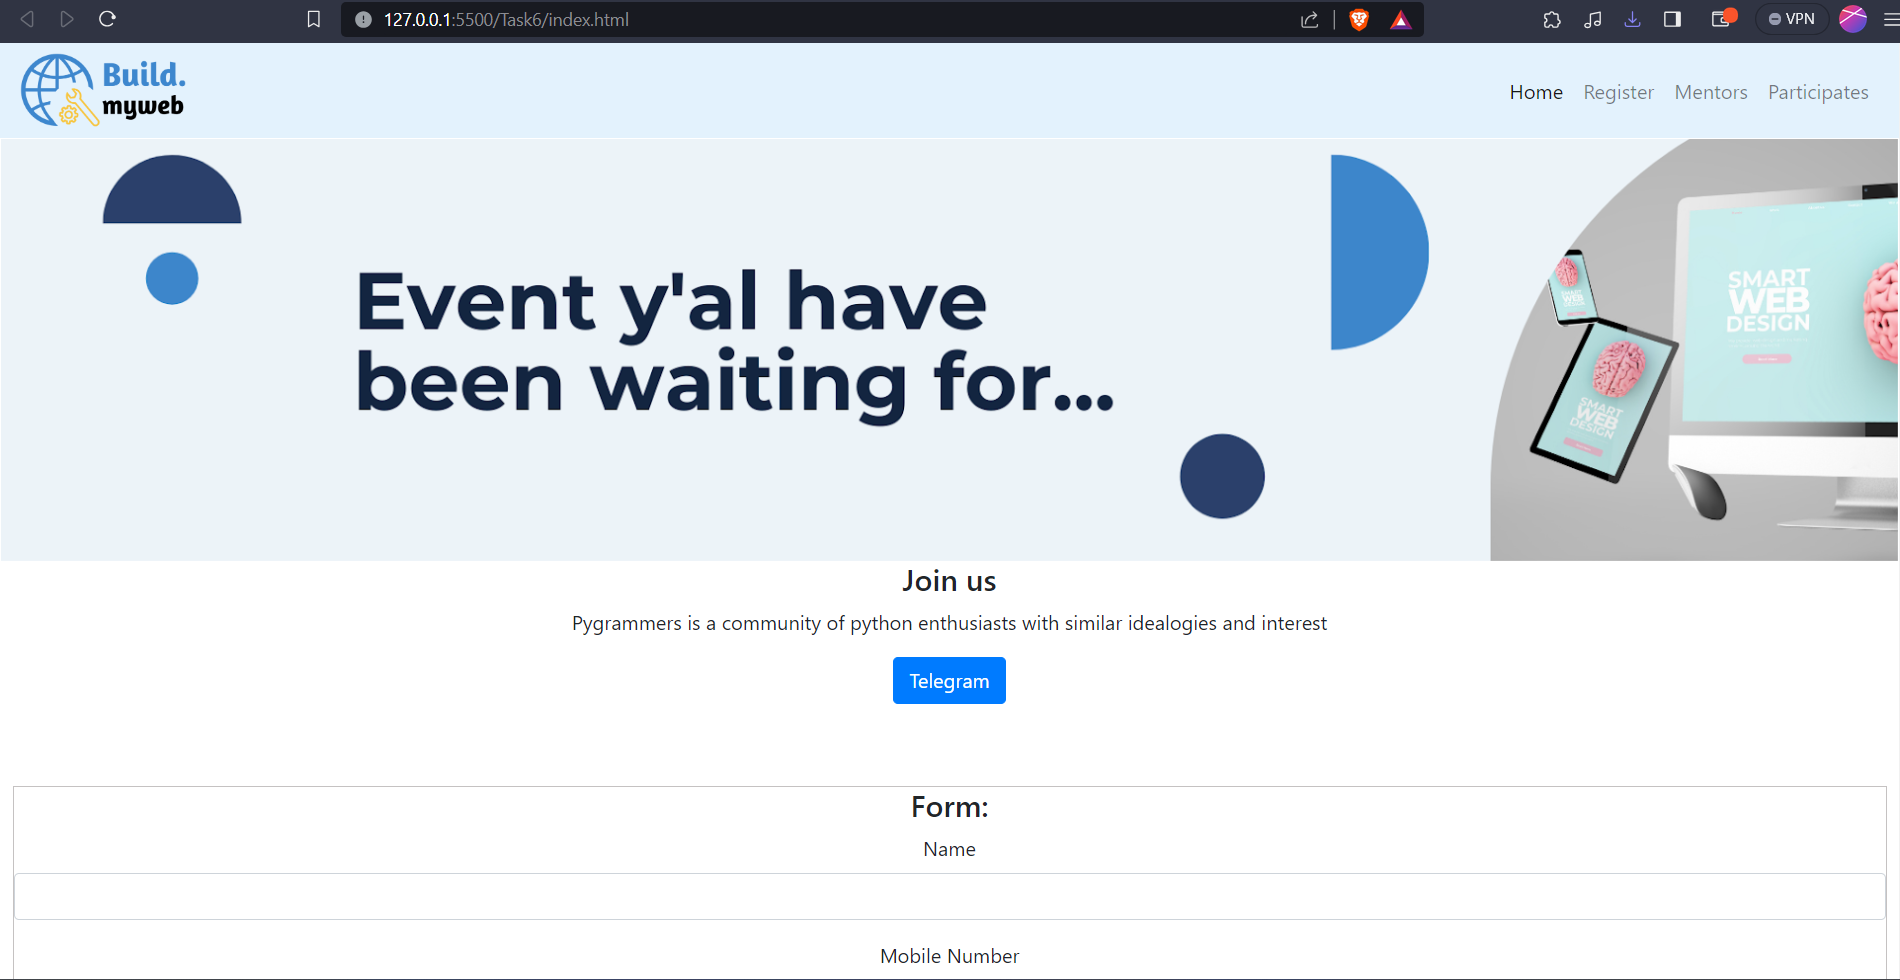 127.0.0.1:5500/Task6/index.html
VPN
Build.
myweb
Home Register Mentors Participates
Event y'al have
been waiting for...
SMART
WEB
DESIGN
SMART
WEB
DESIGN
Join us
Pygrammers is a community of python enthusiasts with similar idealogies and interest
Telegram
Form:
Name
Mobile Number